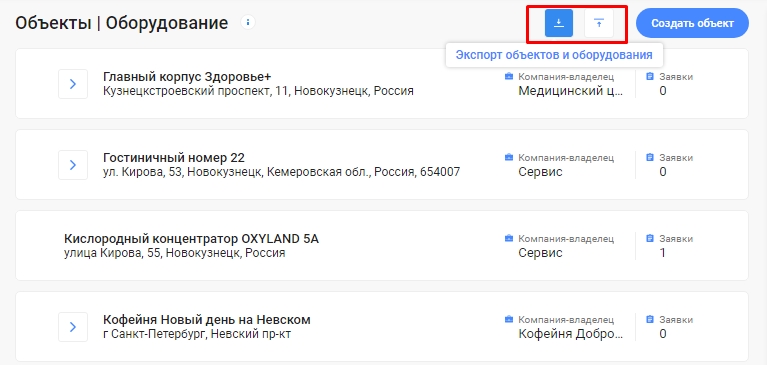 Объекты | Оборудование
Создать объект
Экспорт объектов и оборудования
Главный корпус Здоровье+
Кузнецкстроевский проспект, 11, Новокузнецк, Россия
Компания-владелец
Медицинский ц...
Заявки
0
Гостиничный номер 22
ул. Кирова, 53, Новокузнецк, Кемеровская обл., Россия, 654007
Компания-владелец
Сервис
Заявки
0
Кислородный концентратор OXYLAND 5A
улица Кирова, 55, Новокузнецк, Россия
Компания-владелец
Сервис
Заявки
1
Кофейня Новый день на Невском
г Санкт-Петербург, Невский пр-кт
Компания-владелец
Кофейня Добро...
Заявки
0